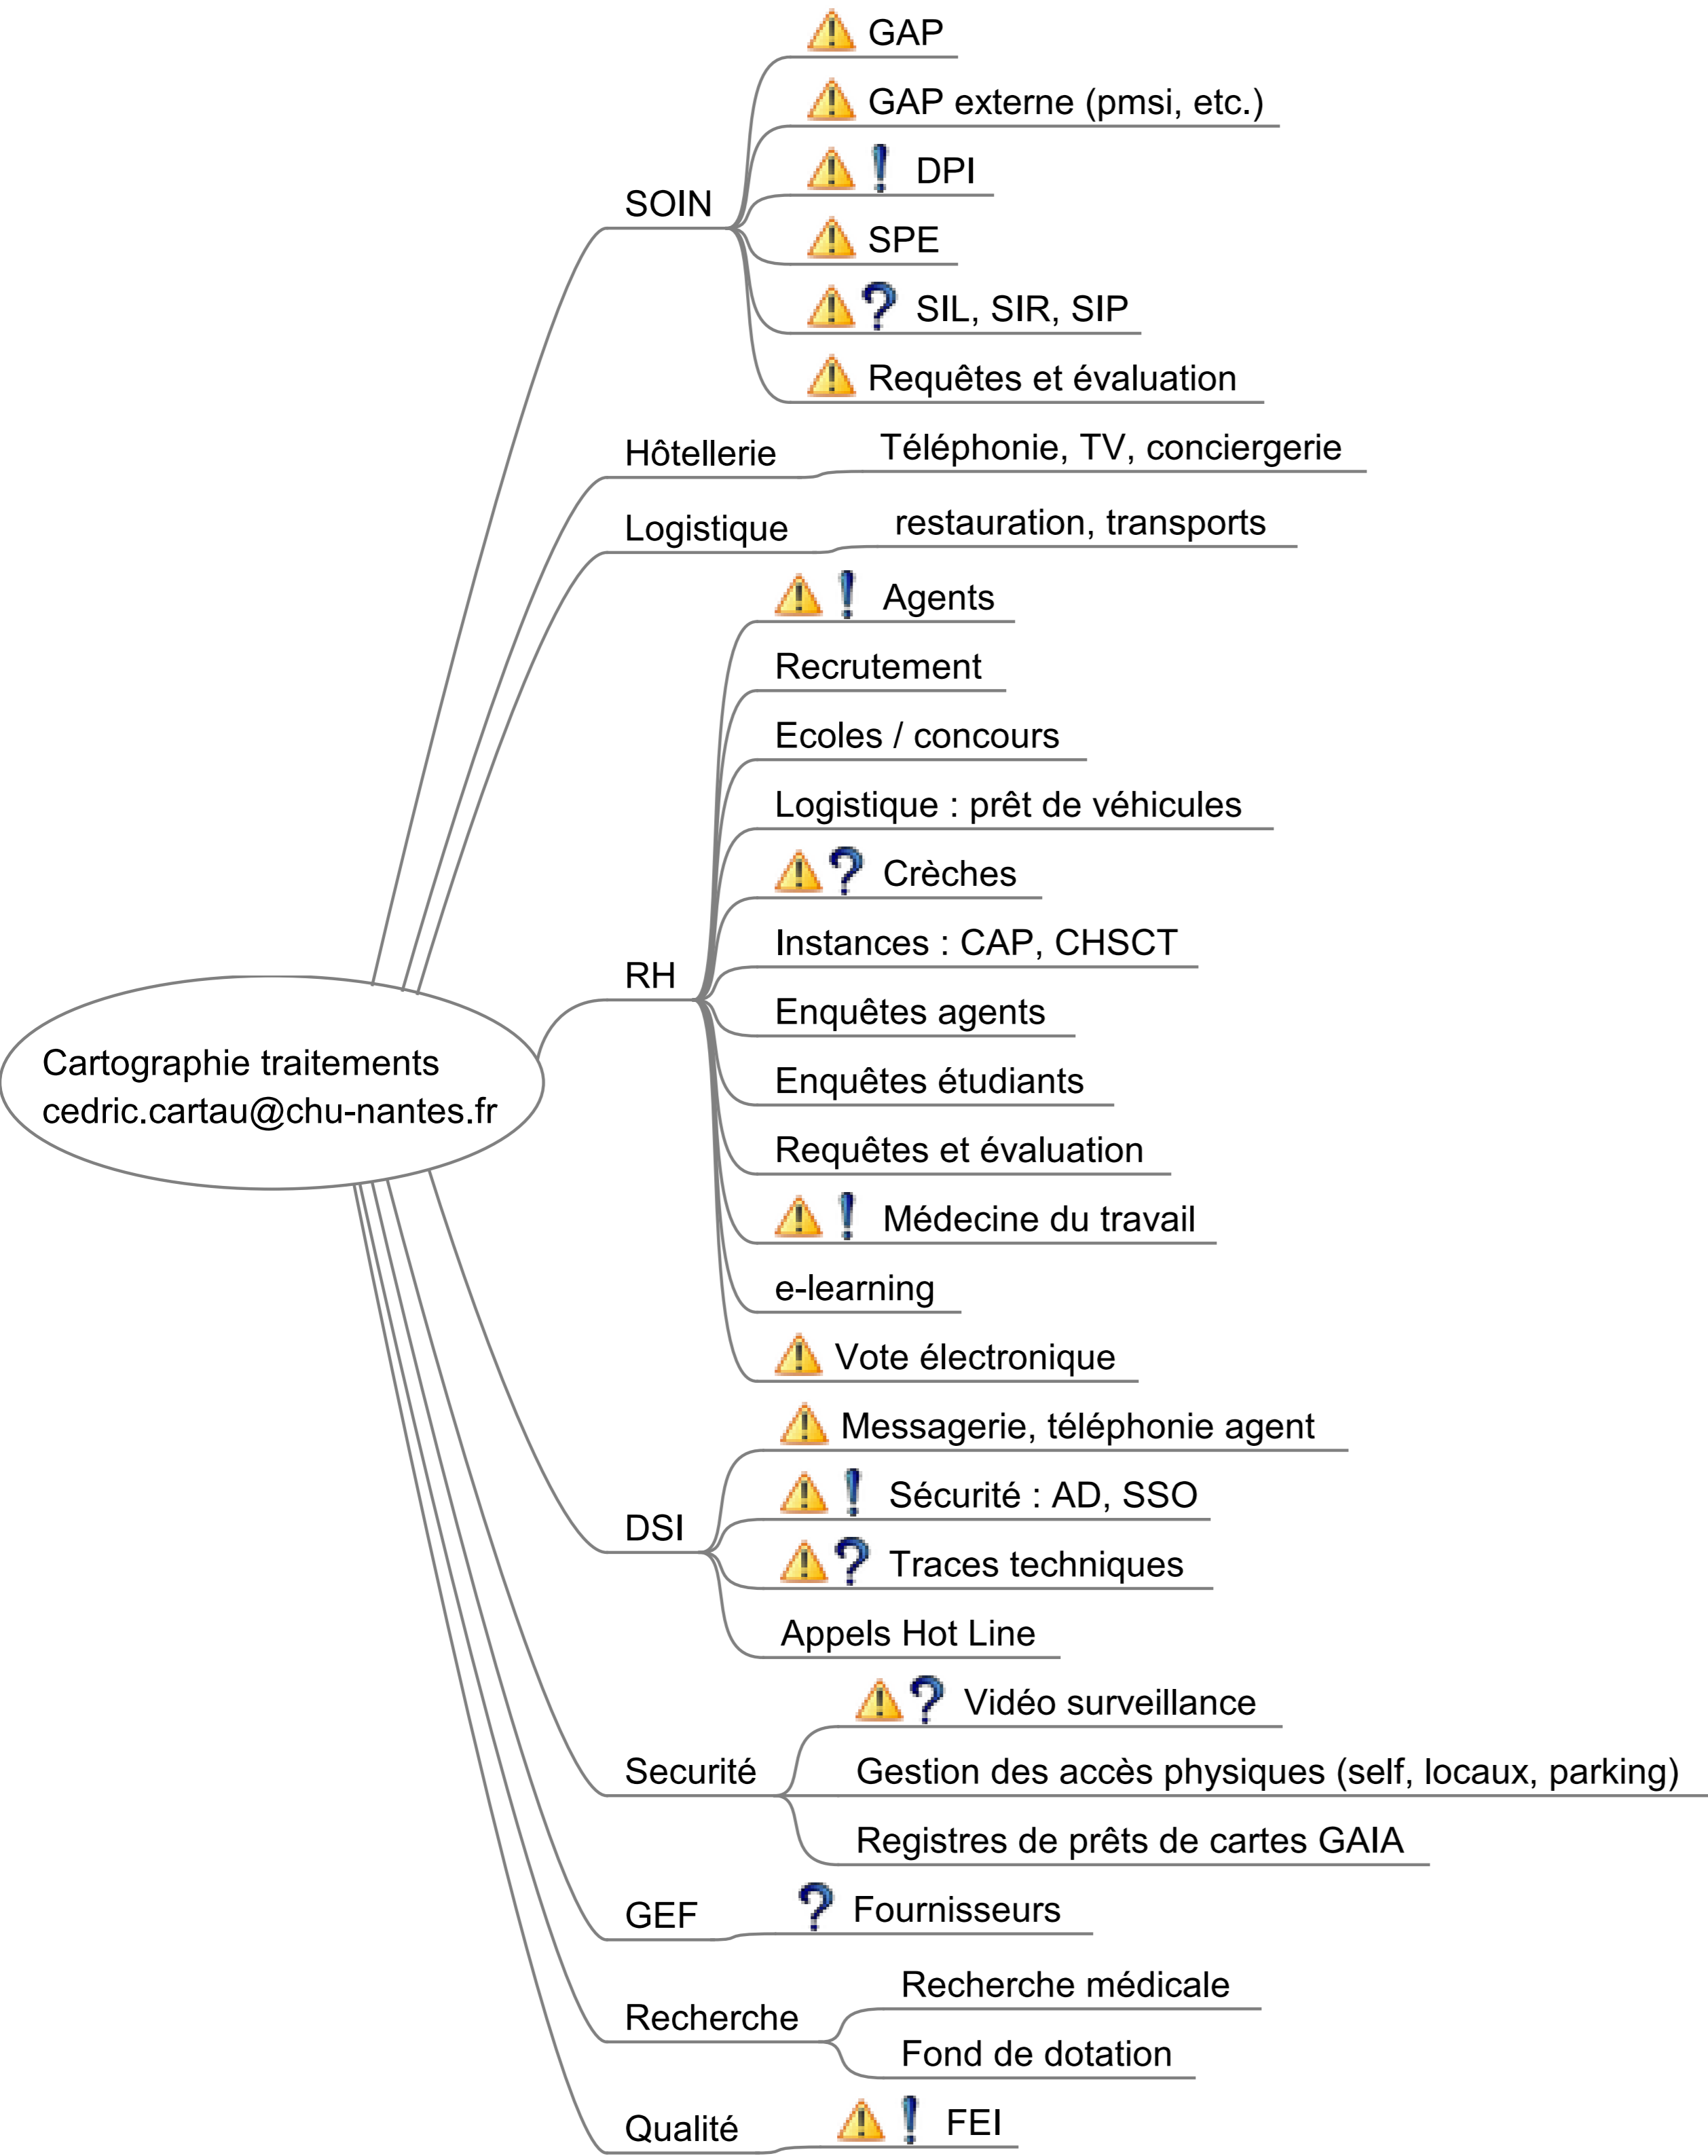 GAP
GAP externe (pmsi, etc.)
DPI
SOIN
SPE
SIL, SIR, SIP
Requêtes et évaluation
Hôtellerie
Téléphonie, TV, conciergerie
Logistique
restauration, transports
Agents
Recrutement
Ecoles / concours
Logistique : prêt de véhicules
Crèches
Instances : CAP, CHSCT
RH
Enquêtes agents
Cartographie traitements
cedric.cartau@chu-nantes.fr
Enquêtes étudiants
Requêtes et évaluation
Médecine du travail
e-learning
Vote électronique
Messagerie, téléphonie agent
Sécurité : AD, SSO
DSI
Traces techniques
Appels Hot Line
Vidéo surveillance
Securité
Gestion des accès physiques (self, locaux, parking)
Registres de prêts de cartes GAIA
GEF
Fournisseurs
Recherche médicale
Recherche
Fond de dotation
Qualité
FEI